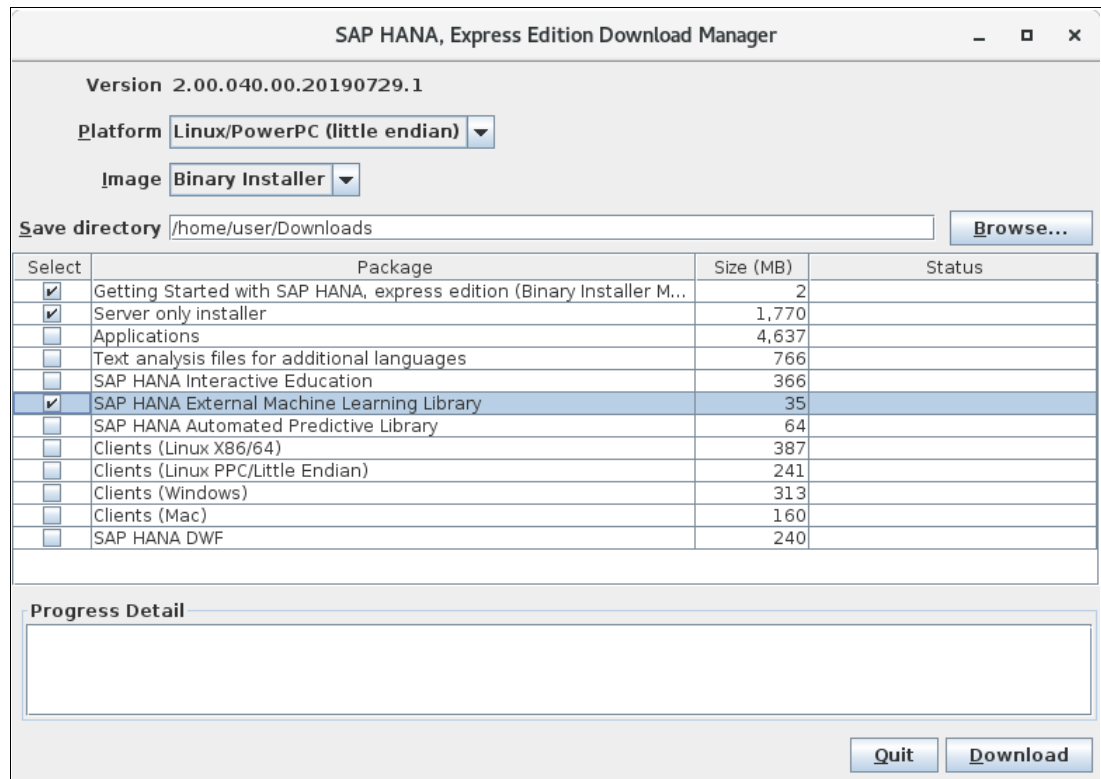 SAP HANA, Express Edition Download Manager
Version 2.00.040.00.20190729.1
Platform Linux/PowerPC (little endian)
Image Binary Installer
Save directory /home/user/Downloads Browse...
Select Package Size (MB) Status
Getting Started with SAP HANA, express edition (Binary Installer M... 2
Server only installer 1,770
Applications 4,637
Text analysis files for additional languages 766
SAP HANA Interactive Education 366
SAP HANA External Machine Learning Library 35
SAP HANA Automated Predictive Library 64
Clients (Linux X86/64) 387
Clients (Linux PPC/Little Endian) 241
Clients (Windows) 313
Clients (Mac) 160
SAP HANA DWF 240
Progress Detail
Quit Download